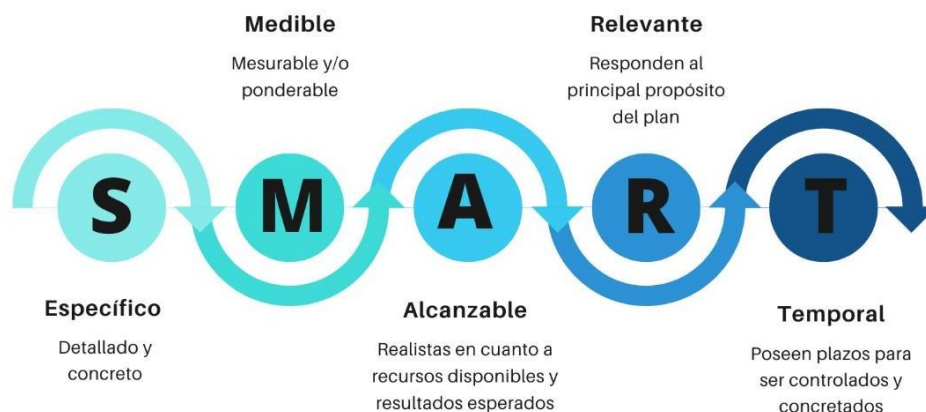 Medible
Mesurable y/o
ponderable
Relevante
Responden al
principal propósito
del plan
S
M
A
R
T
Específico
Detallado y
concreto
Alcanzable
Realistas en cuanto a
recursos disponibles y
resultados esperados
Temporal
Poseen plazos para
ser controlados y
concretados